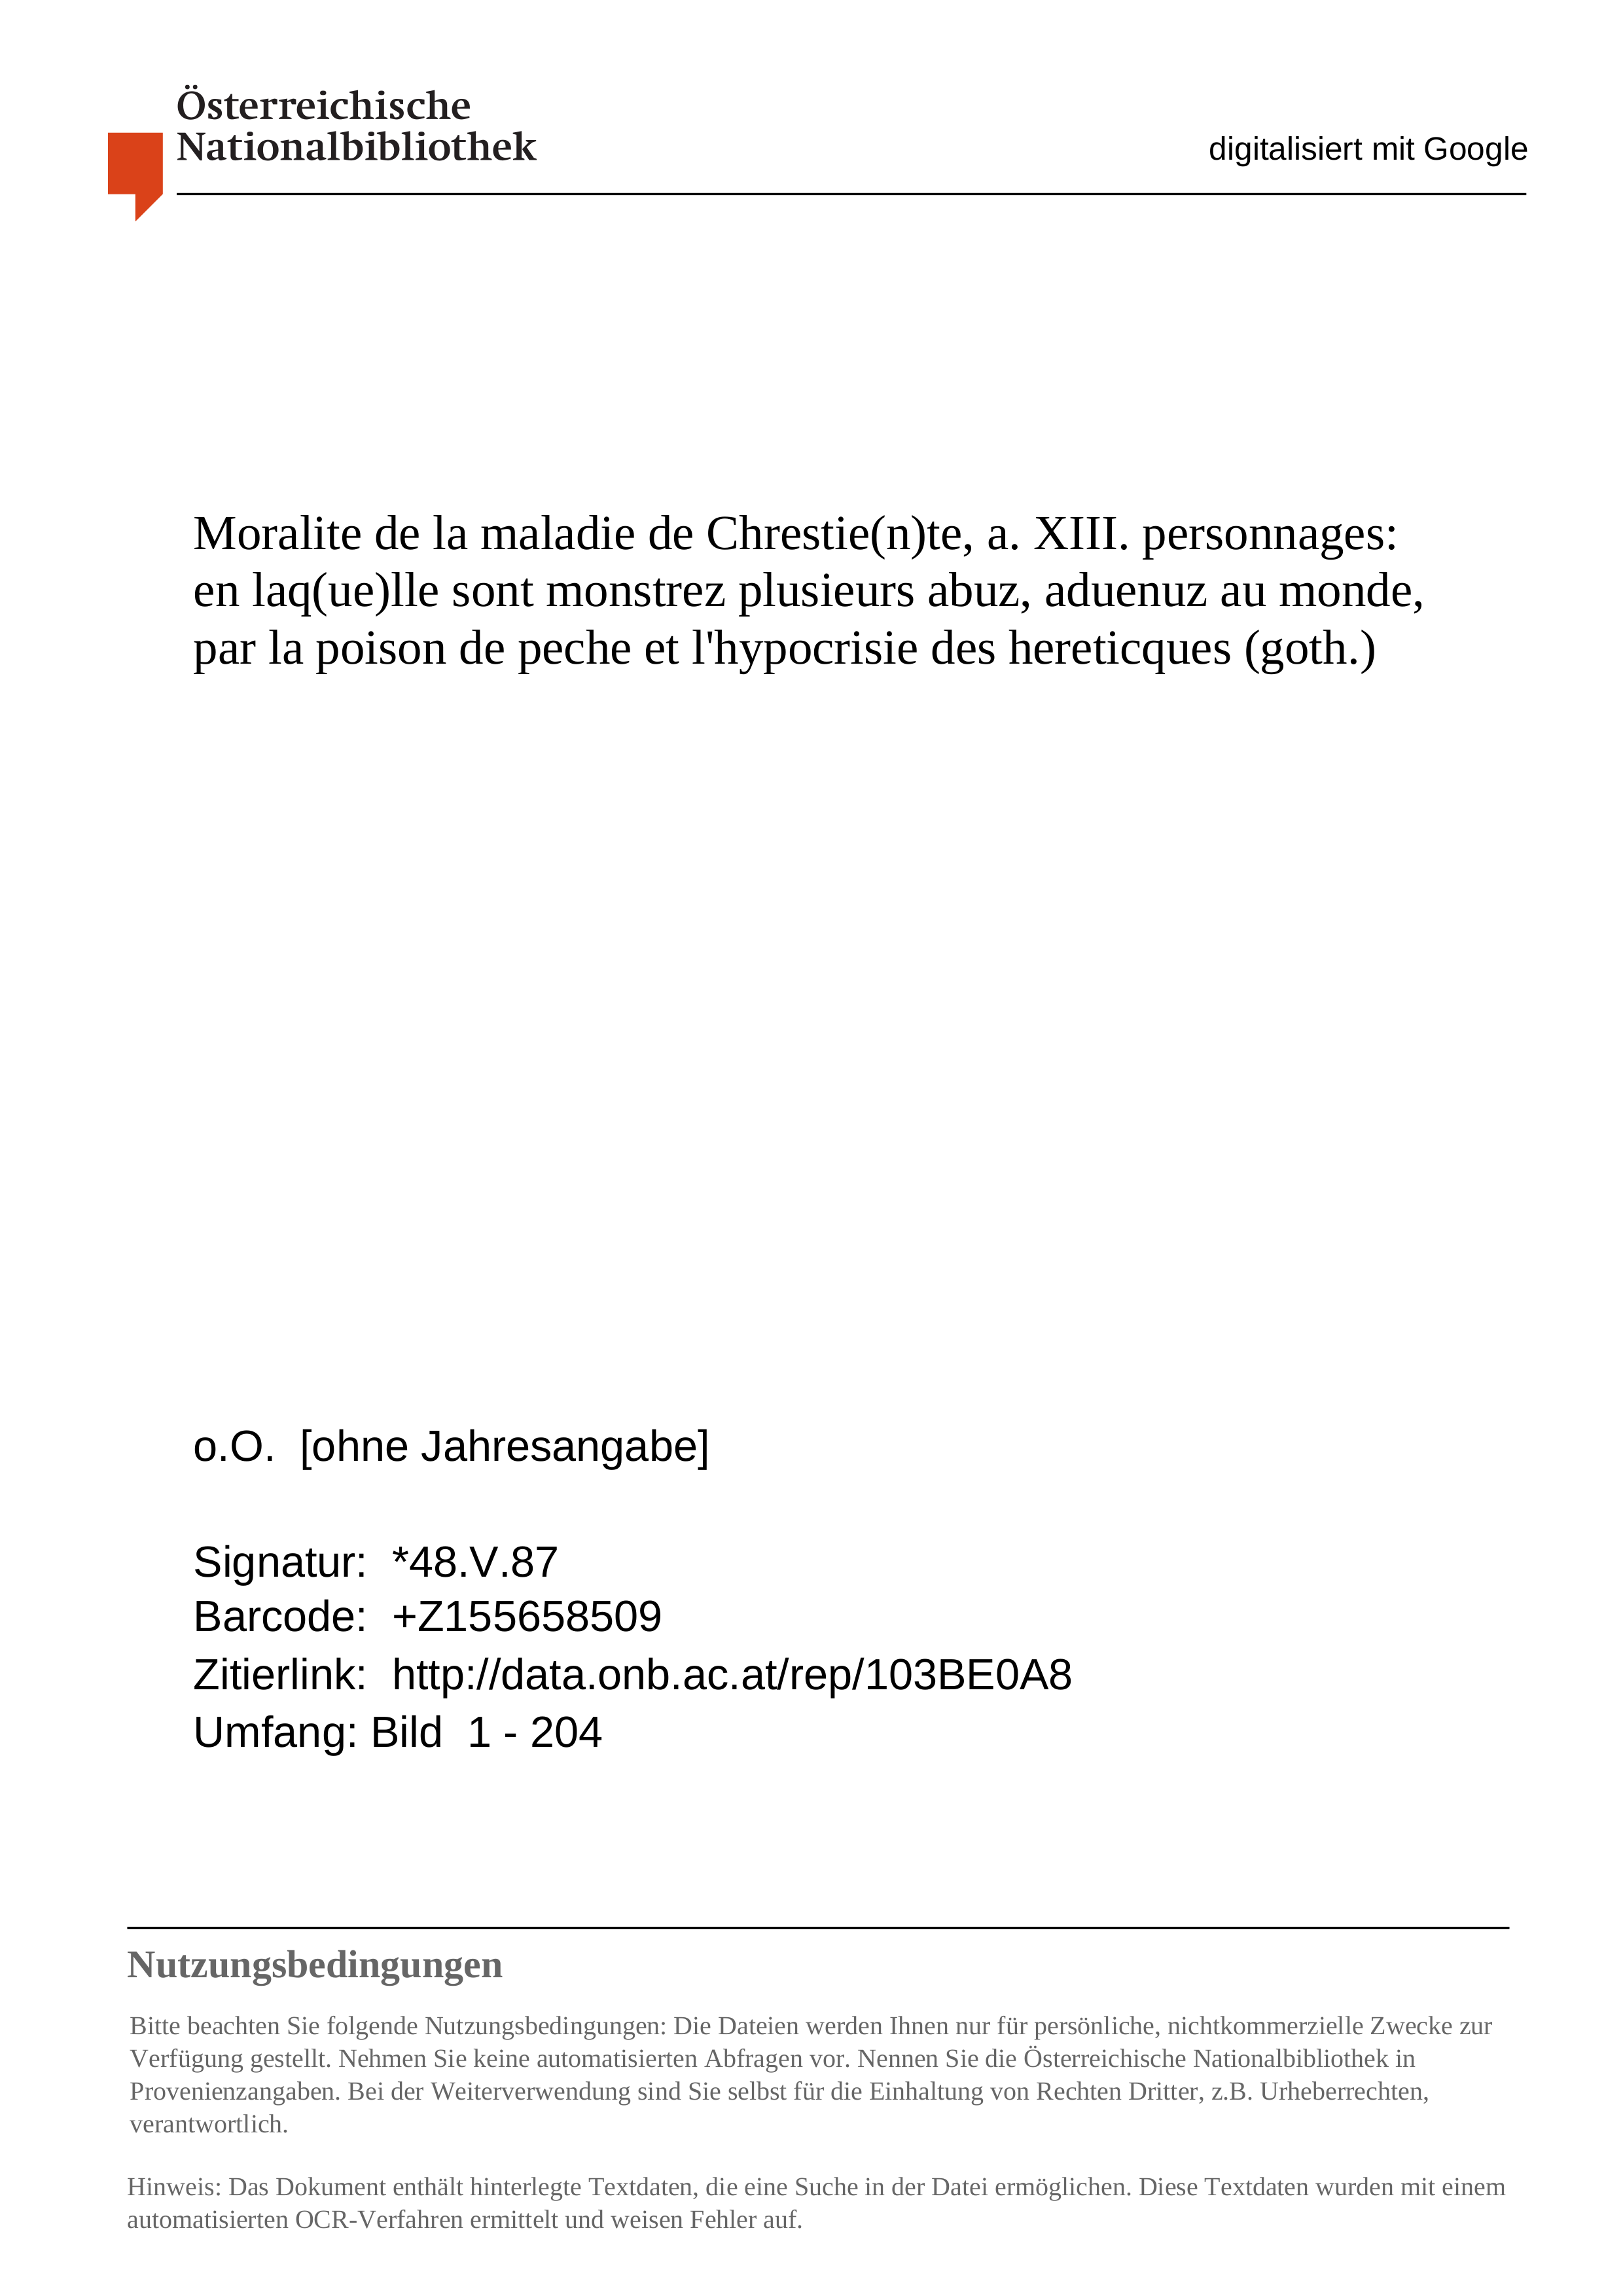 Österreichische
Nationalbibliothek
digitalisiert mit Google
Moralite de la maladie de Chrestie(n)te, a. XIII. personnages:
en laq(ue)lle sont monstrez plusieurs abuz, aduenuz au monde,
par la poison de peche et l'hypocrisie des hereticques (goth.)
o.O.  [ohne Jahresangabe]
Signatur:  *48.V.87
Barcode:  +Z155658509
Zitierlink:  http://data.onb.ac.at/rep/103BE0A8
Umfang: Bild  1 - 204
Nutzungsbedingungen
Bitte beachten Sie folgende Nutzungsbedingungen: Die Dateien werden Ihnen nur für persönliche, nichtkommerzielle Zwecke zur
Verfügung gestellt. Nehmen Sie keine automatisierten Abfragen vor. Nennen Sie die Österreichische Nationalbibliothek in
Provenienzangaben. Bei der Weiterverwendung sind Sie selbst für die Einhaltung von Rechten Dritter, z.B. Urheberrechten,
verantwortlich.
Hinweis: Das Dokument enthält hinterlegte Textdaten, die eine Suche in der Datei ermöglichen. Diese Textdaten wurden mit einem
automatisierten OCR-Verfahren ermittelt und weisen Fehler auf.